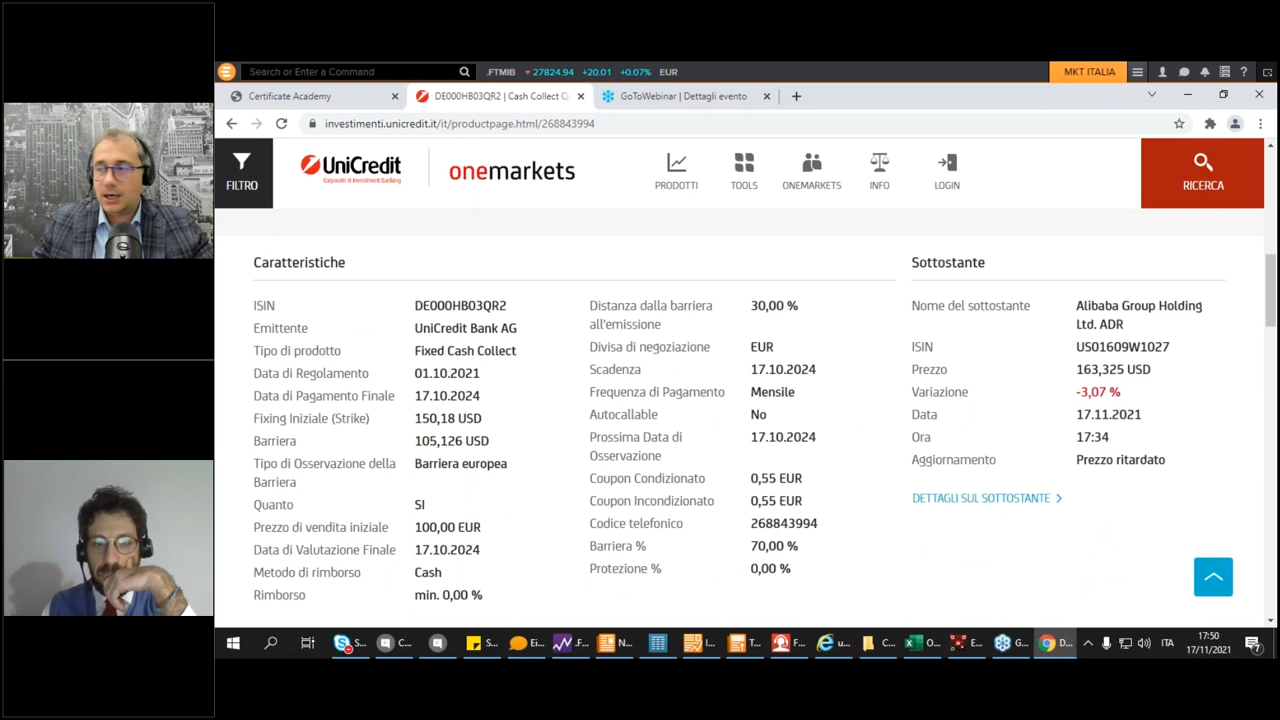 Search or Enter a Command
.FTMIB 27824.94 +20.01 +0.07% EUR
MKT ITALIA
?
Certificate Academy
DE000HB03QR2 | Cash Collect
GoToWebinar | Dettagli evento
investimenti.unicredit.it/it/productpage.html/268843994
FILTRO
UniCredit
Corporate & Investment Banking
onemarkets
PRODOTTI
TOOLS
ONEMARKETS
INFO
LOGIN
RICERCA
Caratteristiche
ISIN DE000HB03QR2
Emittente UniCredit Bank AG
Tipo di prodotto Fixed Cash Collect
Data di Regolamento 01.10.2021
Data di Pagamento Finale 17.10.2024
Fixing Iniziale (Strike) 150,18 USD
Barriera 105,126 USD
Tipo di Osservazione della Barriera europea
Barriera
Quanto SI
Prezzo di vendita iniziale 100,00 EUR
Data di Valutazione Finale 17.10.2024
Metodo di rimborso Cash
Rimborso min. 0,00 %
Distanza dalla barriera 30,00 %
all'emissione
Divisa di negoziazione EUR
Scadenza 17.10.2024
Frequenza di Pagamento Mensile
Autocallable No
Prossima Data di 17.10.2024
Osservazione
Coupon Condizionato 0,55 EUR
Coupon Incondizionato 0,55 EUR
Codice telefonico 268843994
Barriera % 70,00 %
Protezione % 0,00 %
Sottostante
Nome del sottostante Alibaba Group Holding
Ltd. ADR
ISIN US01609W1027
Prezzo 163,325 USD
Variazione -3,07 %
Data 17.11.2021
Ora 17:34
Aggiornamento Prezzo ritardato
DETTAGLI SUL SOTTOSTANTE
S...
C...
S...
Ei...
.F...
N...
I...
T...
F...
u...
C...
O...
E...
G...
D...
ITA
17:50
17/11/2021
7